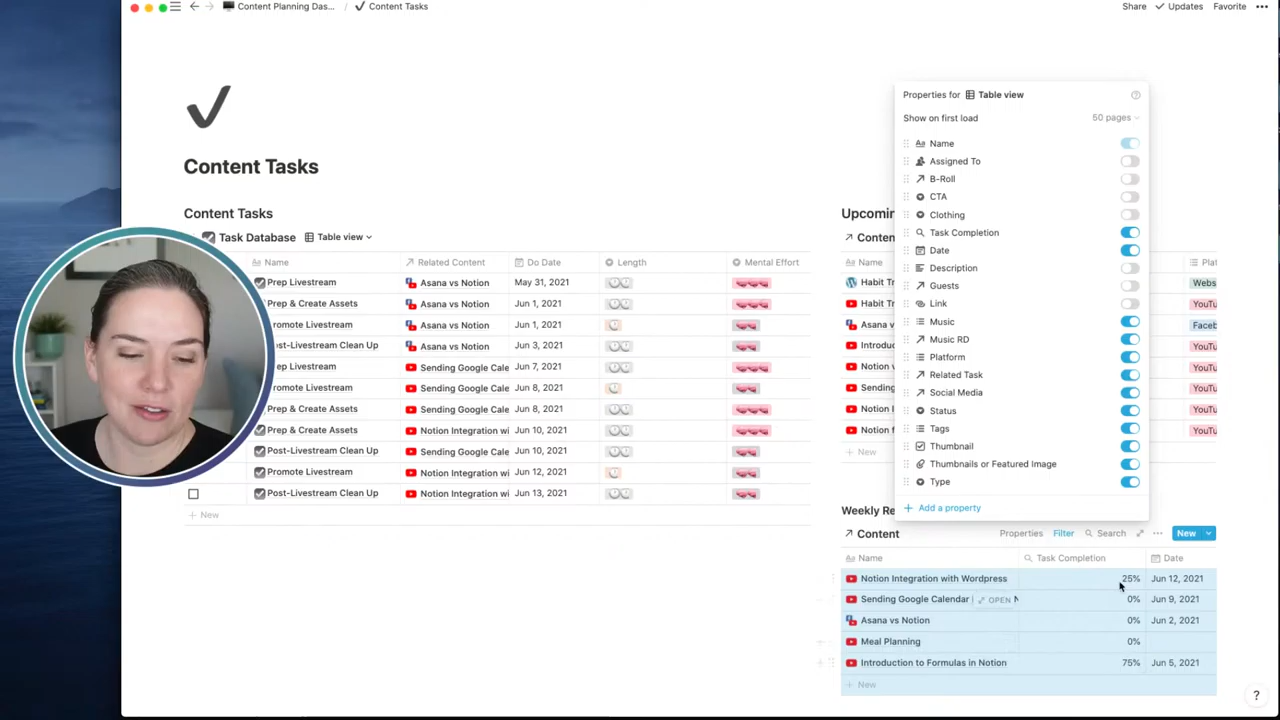 Content Planning Das... / Content Tasks
Share Updates Favorite
Content Tasks
Content Tasks
Task Database Table view
Name Related Content Do Date Length Mental Effort
Prep Livestream Asana vs Notion May 31, 2021
Prep & Create Assets Asana vs Notion Jun 1, 2021
romote Livestream Asana vs Notion Jun 1, 2021
ost-Livestream Clean Up Asana vs Notion Jun 3, 2021
ep Livestream Sending Google Cale Jun 7, 2021
romote Livestream Sending Google Cale Jun 8, 2021
Prep & Create Assets Sending Google Cale Jun 8, 2021
Prep & Create Assets Notion Integration wi Jun 10, 2021
Post-Livestream Clean Up Sending Google Cale Jun 10, 2021
Promote Livestream Notion Integration wi Jun 12, 2021
Post-Livestream Clean Up Notion Integration wi Jun 13, 2021
+ New
Upcomin
Conten
Name Plat
Habit Tr Webs
Habit Tr YouTu
Asana v Faceb
Introduc YouTu
Notion v YouTu
Sending YouTu
Notion I YouTu
Notion f YouTu
+ New
Properties for Table view
Show on first load 50 pages
Name
Assigned To
B-Roll
CTA
Clothing
Task Completion
Date
Description
Guests
Link
Music
Music RD
Platform
Related Task
Social Media
Status
Tags
Thumbnail
Thumbnails or Featured Image
Type
+ Add a property
Weekly Re
Content Properties Filter Search New
Name Task Completion Date
Notion Integration with Wordpress 25% Jun 12, 2021
Sending Google Calendar OPEN 0% Jun 9, 2021
Asana vs Notion 0% Jun 2, 2021
Meal Planning 0%
Introduction to Formulas in Notion 75% Jun 5, 2021
+ New
?